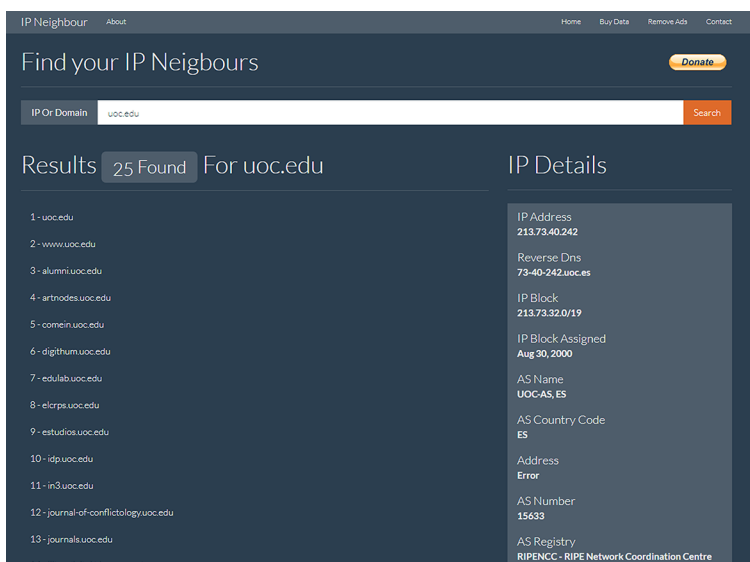 IP Neighbour About Home Buy Data Remove Ads Contact
Find your IP Neigbours
Donate
IP Or Domain uoc.edu Search
Results 25 Found For uoc.edu
1 - uoc.edu
2 - www.uoc.edu
3 - alumni.uoc.edu
4 - artnodes.uoc.edu
5 - comein.uoc.edu
6 - digithum.uoc.edu
7 - edulab.uoc.edu
8 - elcrps.uoc.edu
9 - estudios.uoc.edu
10 - idp.uoc.edu
11 - in3.uoc.edu
12 - journal-of-conflictology.uoc.edu
13 - journals.uoc.edu
IP Details
IP Address
213.73.40.242
Reverse Dns
73-40-242.uoc.es
IP Block
213.73.32.0/19
IP Block Assigned
Aug 30, 2000
AS Name
UOC-AS, ES
AS Country Code
ES
Address
Error
AS Number
15633
AS Registry
RIPENCC - RIPE Network Coordination Centre